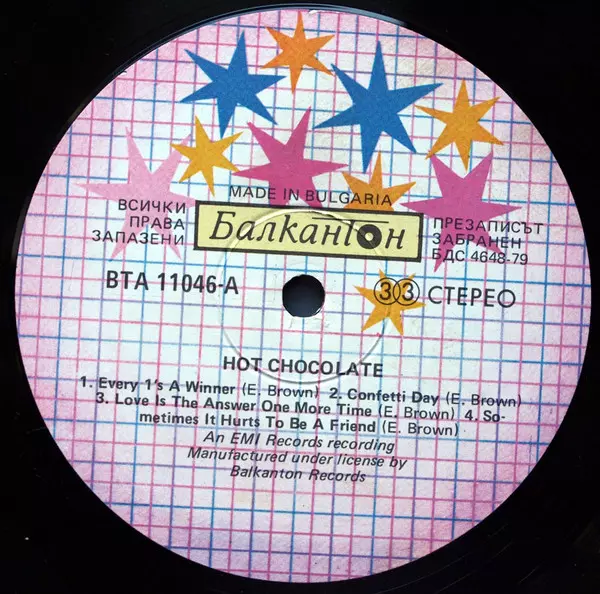 MADE IN BULGARIA
ВСИЧКИ
ПРАВА
ЗАПАЗЕНИ
Балкантон
ПРЕЗАПИСЪТ
ЗАБРАНЕН
БДС 4648-79
ВТА 11046-А
33 СТЕРЕО
HOT CHOCOLATE
1. Every 1's A Winner (E. Brown) 2. Confetti Day (E. Brown)
3. Love Is The Answer One More Time (E. Brown) 4. So-
metimes It Hurts To Be A Friend (E. Brown)
An EMI Records recording
Manufactured under license by
Balkanton Records